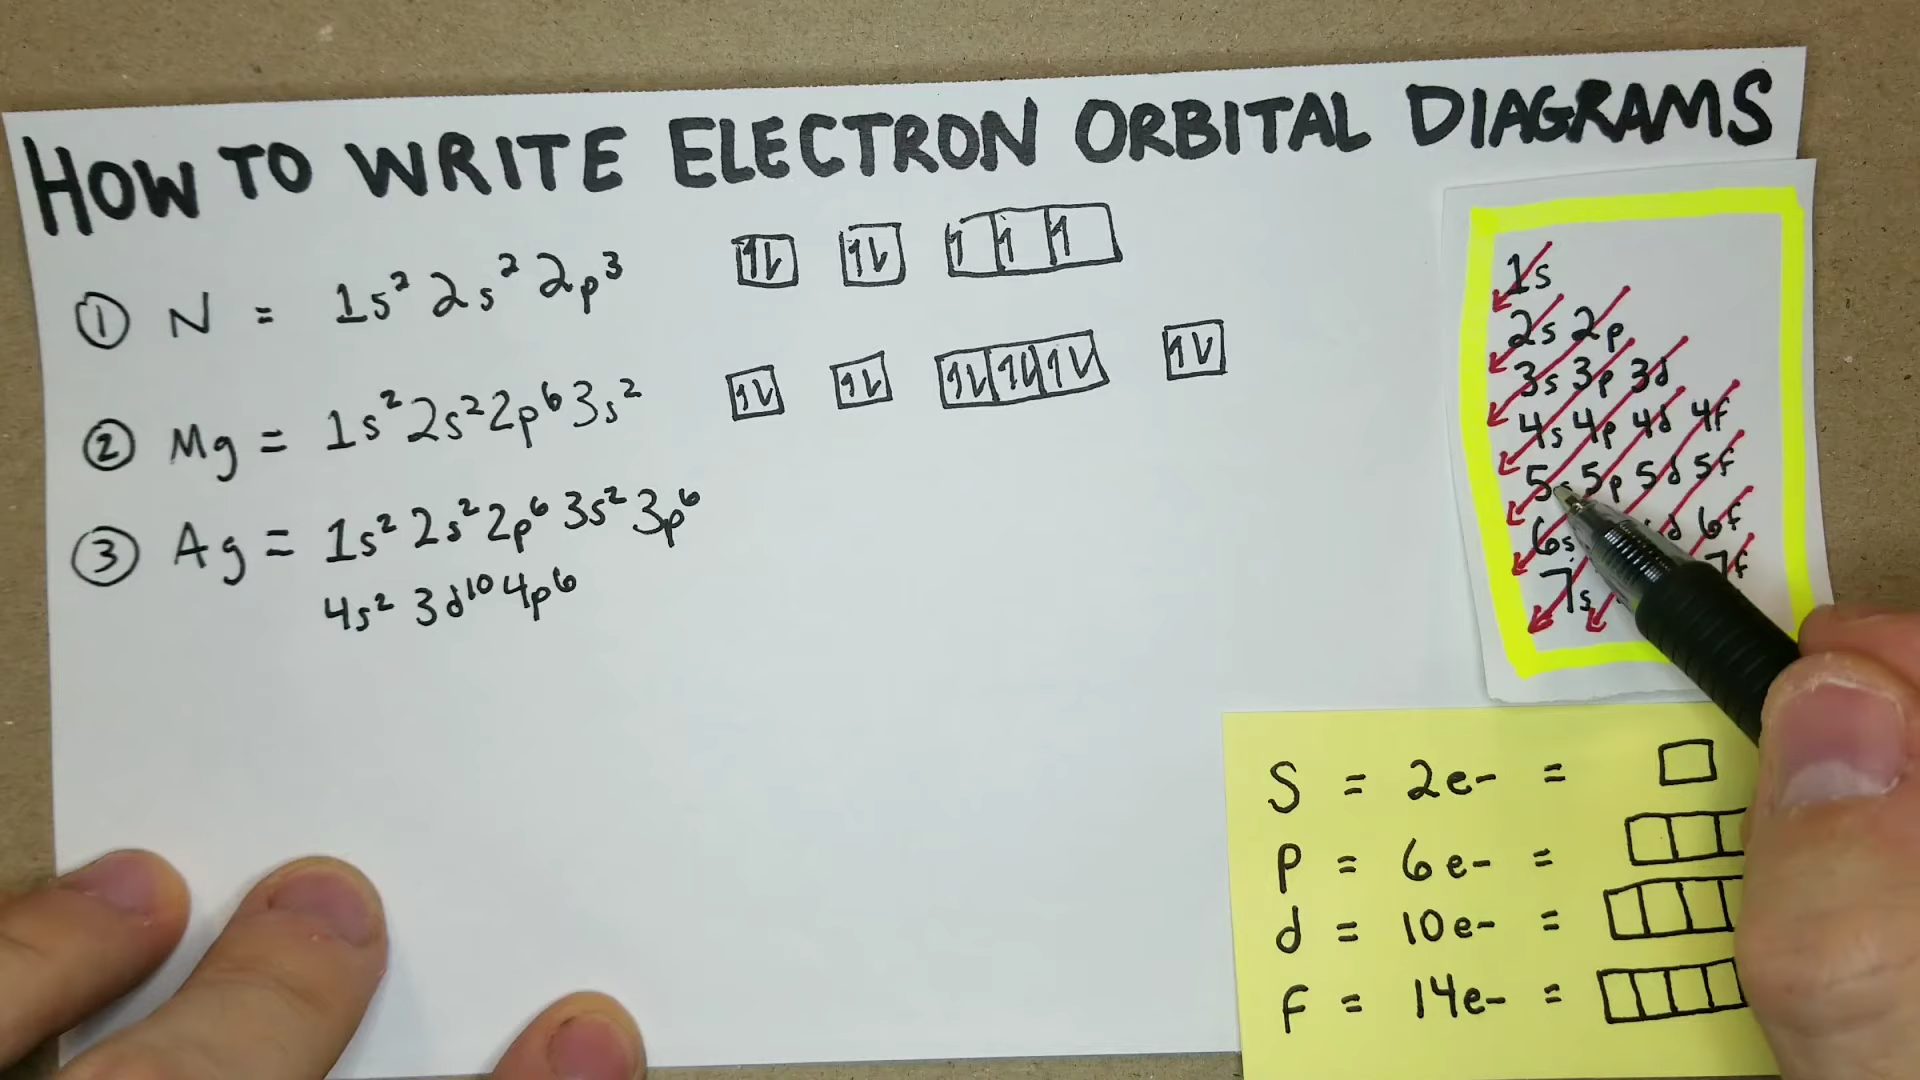 HOW TO WRITE ELECTRON ORBITAL DIAGRAMS
① N = 1s² 2s² 2p³
② Mg = 1s² 2s² 2p⁶ 3s²
③ Ag = 1s² 2s² 2p⁶ 3s² 3p⁶
4s² 3d¹⁰ 4p⁶
1s
2s 2p
3s 3p 3d
4s 4p 4d 4f
5s 5p 5d 5f
6s d 6f
7s 7f
S = 2e- =
P = 6e- =
d = 10e- =
f = 14e- =